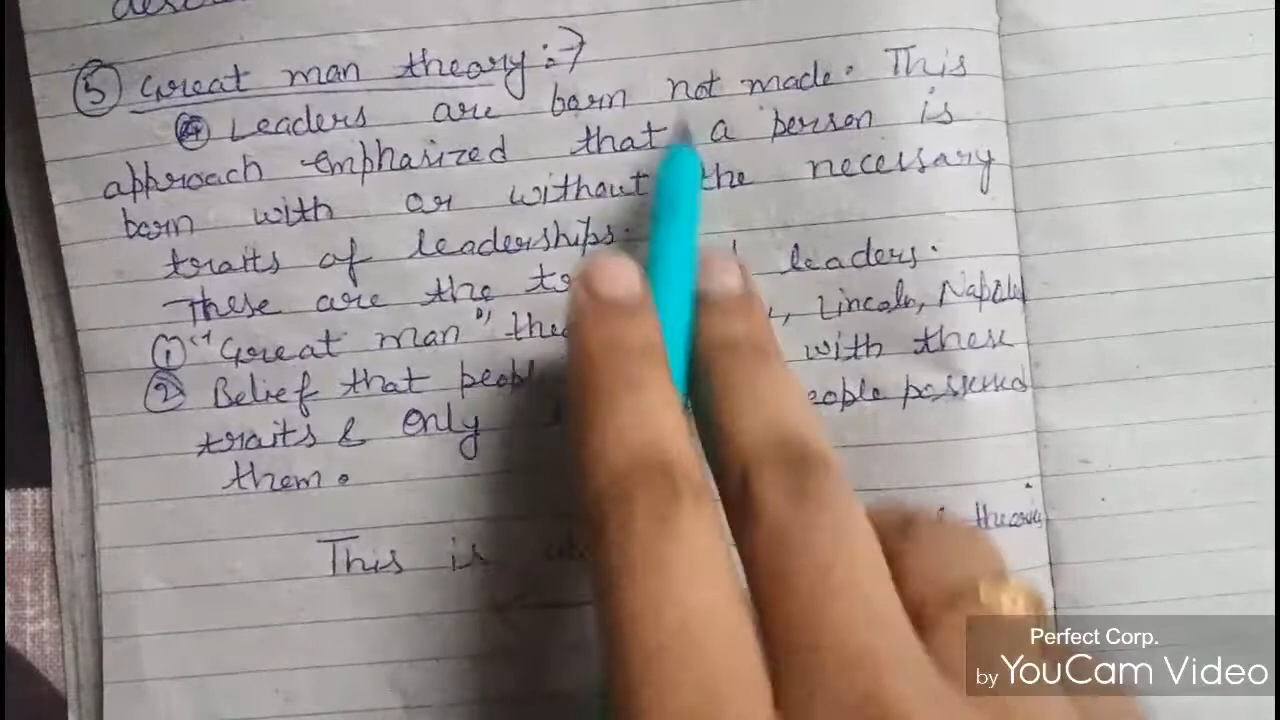 ⑤ Great man theory :→
④ Leaders are born not made. This
approach emphasized that a person is
born with or without the necessary
traits of leaderships.
These are the leaders.
① "Great man" Lincoln,
② Belief that with these
traits & only possessed
them.
This is
Perfect Corp.
by YouCam Video